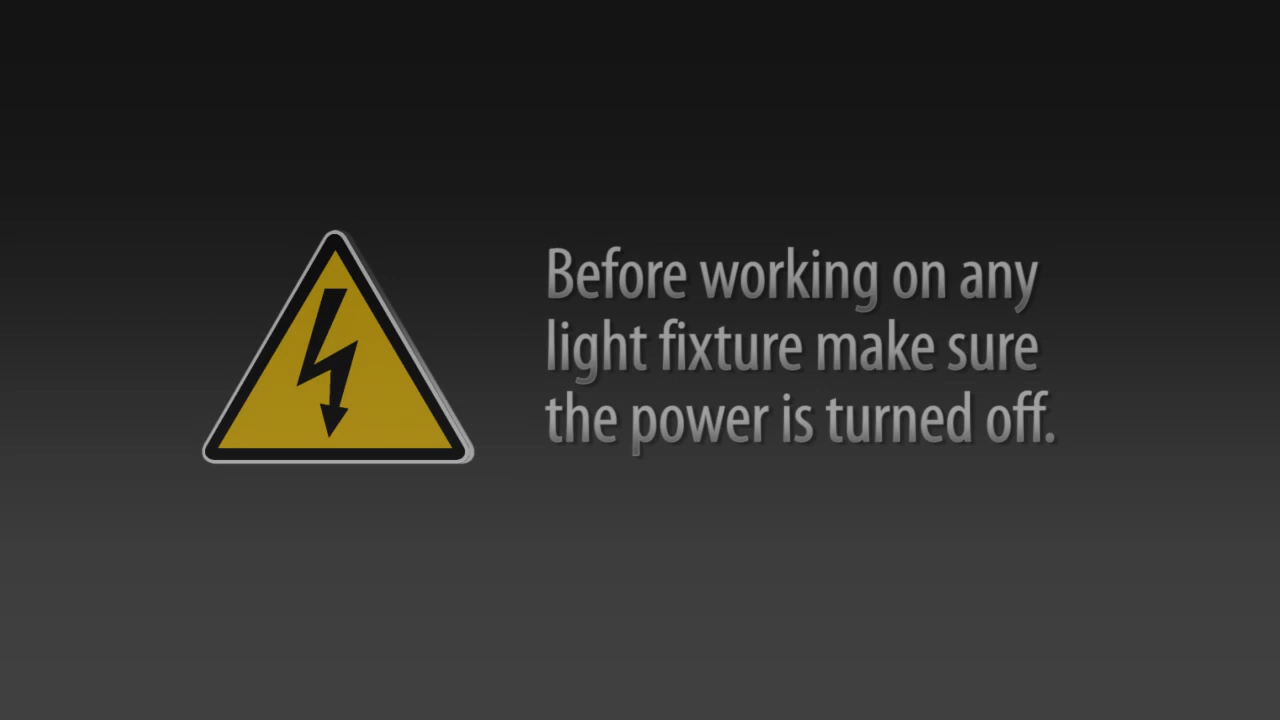 Before working on any
light fixture make sure
the power is turned off.